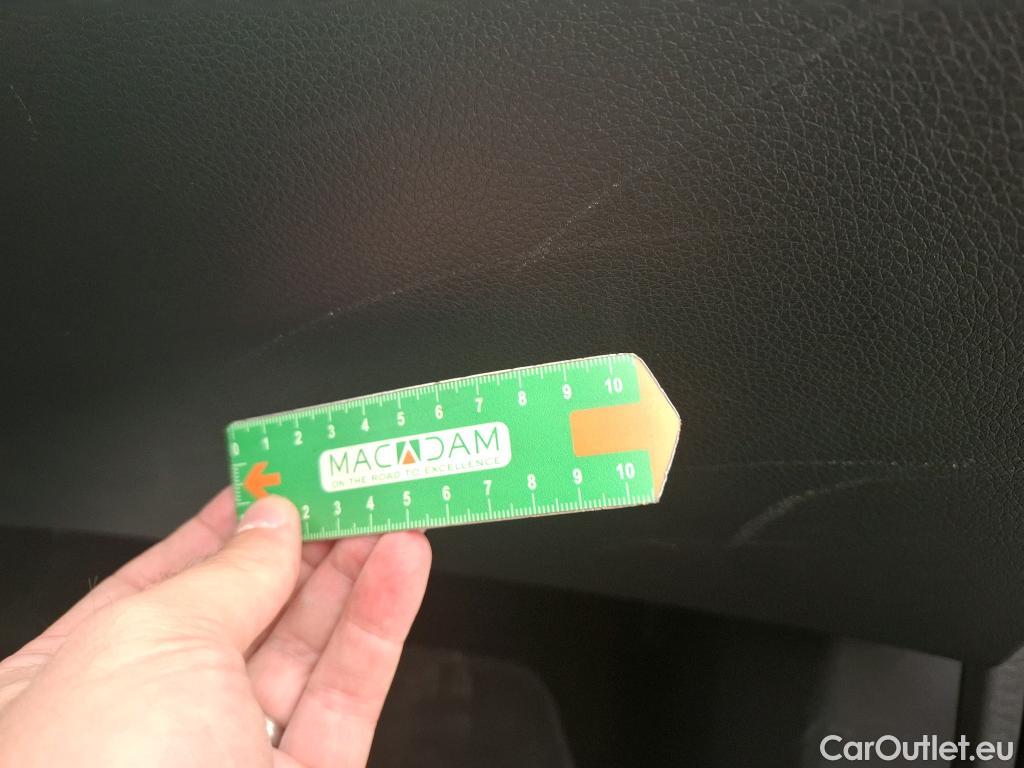 0 1 2 3 4 5 6 7 8 9 10
MACADAM
ON THE ROAD TO EXCELLENCE
2 3 4 5 6 7 8 9 10
CarOutlet.eu